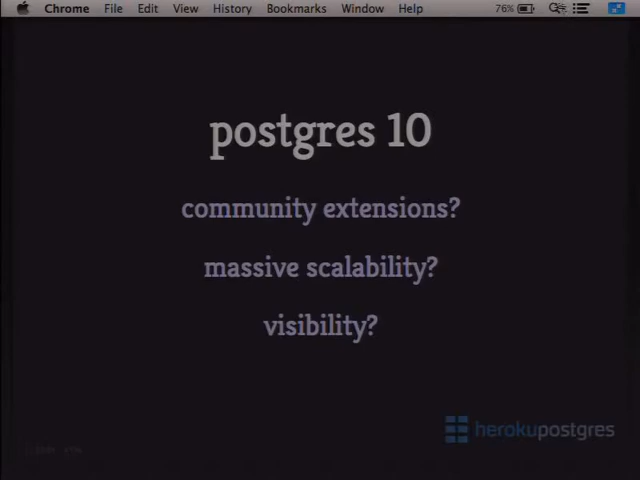 Chrome File Edit View History Bookmarks Window Help 76%
postgres 10
community extensions?
massive scalability?
visibility?
herokupostgres